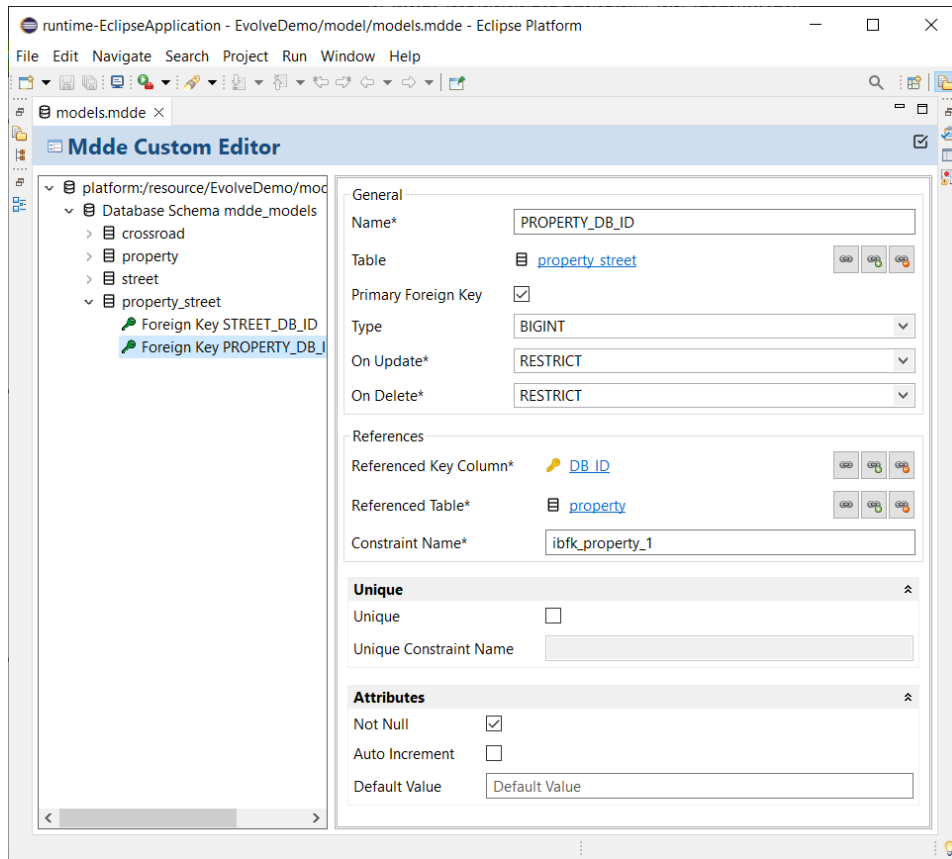 runtime-EclipseApplication - EvolveDemo/model/models.mdde - Eclipse Platform
File Edit Navigate Search Project Run Window Help
models.mdde
Mdde Custom Editor
platform:/resource/EvolveDemo/mod
Database Schema mdde_models
crossroad
property
street
property_street
Foreign Key STREET_DB_ID
Foreign Key PROPERTY_DB_I
General
Name* PROPERTY_DB_ID
Table property_street
Primary Foreign Key
Type BIGINT
On Update* RESTRICT
On Delete* RESTRICT
References
Referenced Key Column* DB_ID
Referenced Table* property
Constraint Name* ibfk_property_1
Unique
Unique
Unique Constraint Name
Attributes
Not Null
Auto Increment
Default Value Default Value